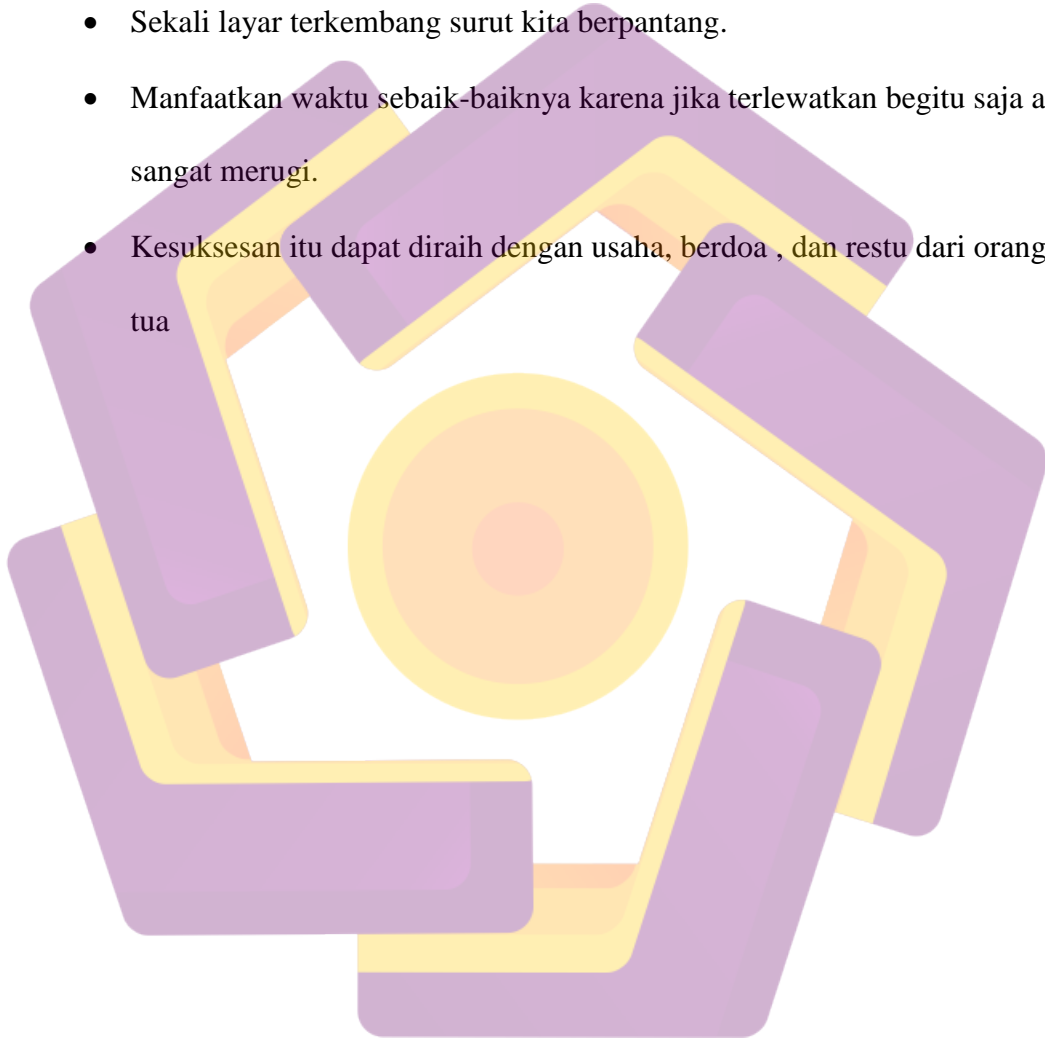 • Sekali layar terkembang surut kita berpantang.
• Manfaatkan waktu sebaik-baiknya karena jika terlewatkan begitu saja a
sangat merugi.
• Kesuksesan itu dapat diraih dengan usaha, berdoa , dan restu dari orang
tua